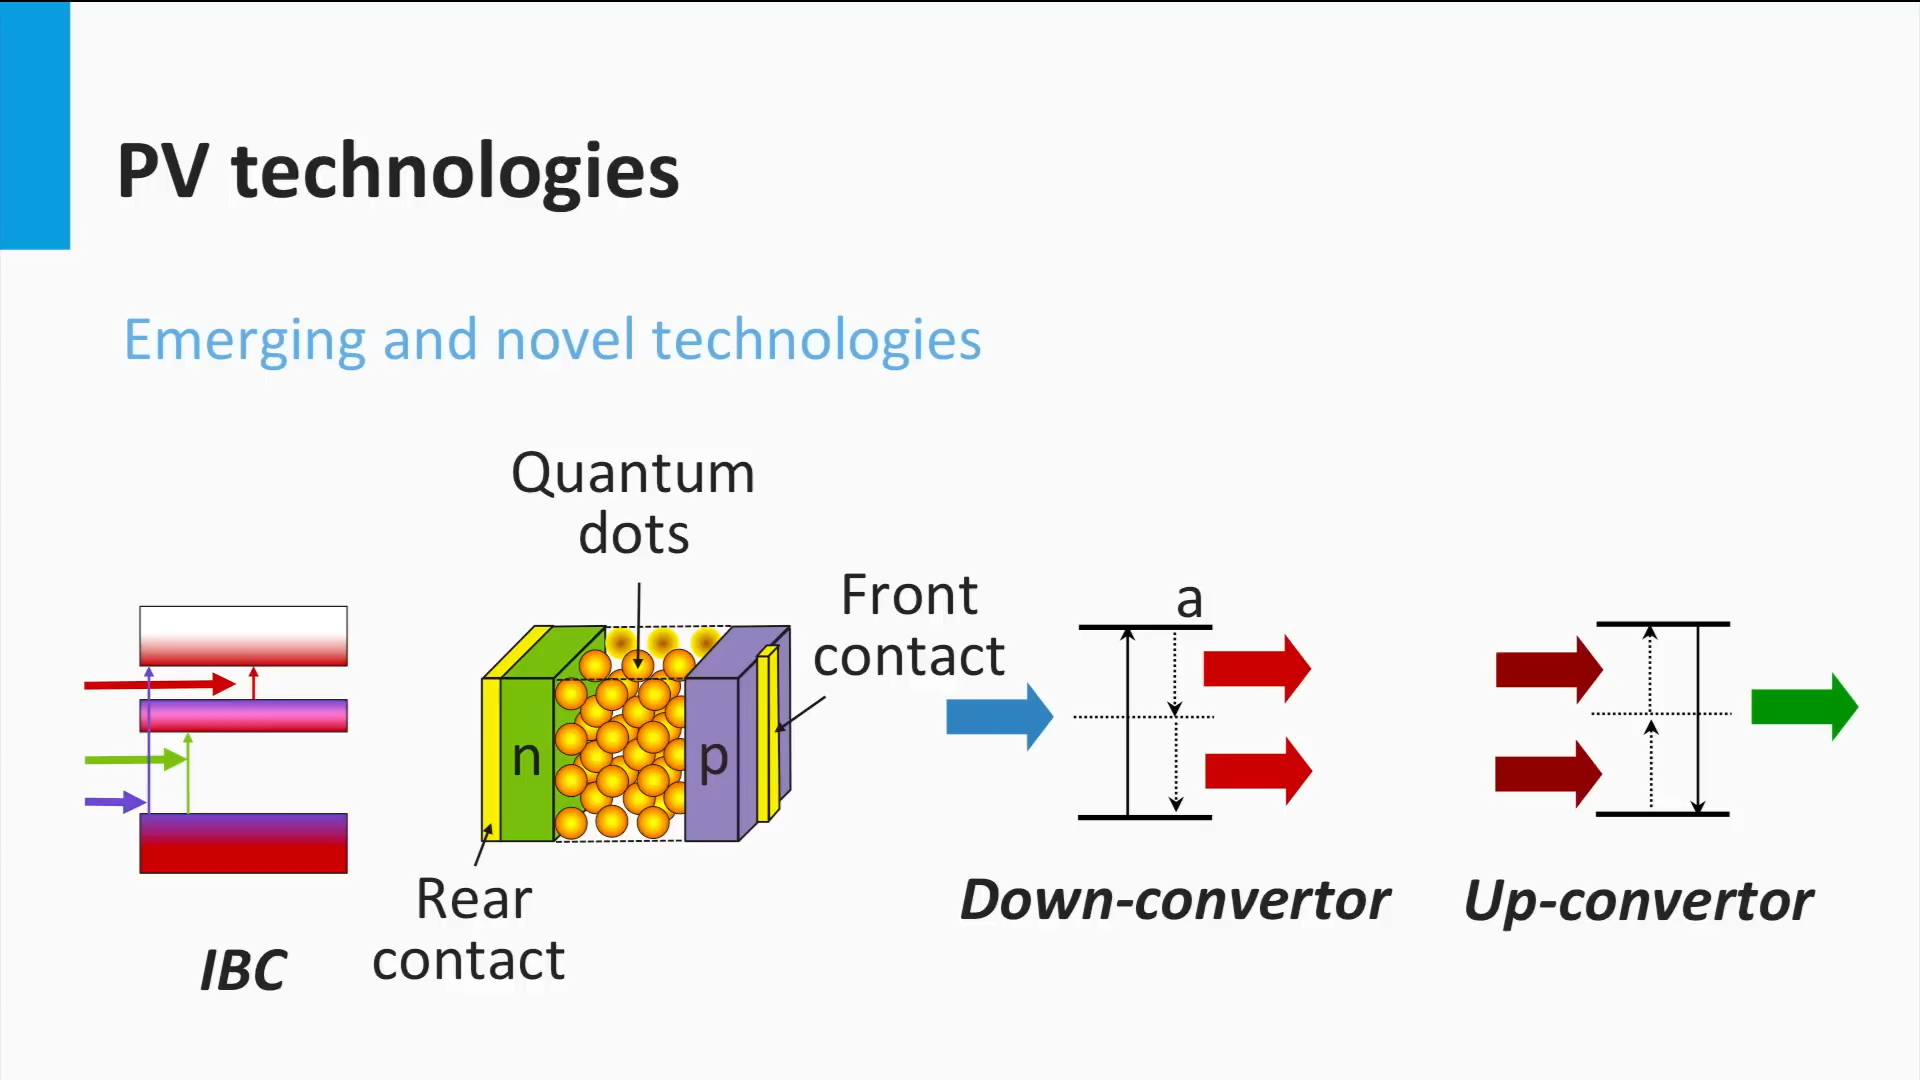 PV technologies
Emerging and novel technologies
Quantum
dots
Front
contact
a
n
p
Rear
contact
IBC
Down-convertor
Up-convertor